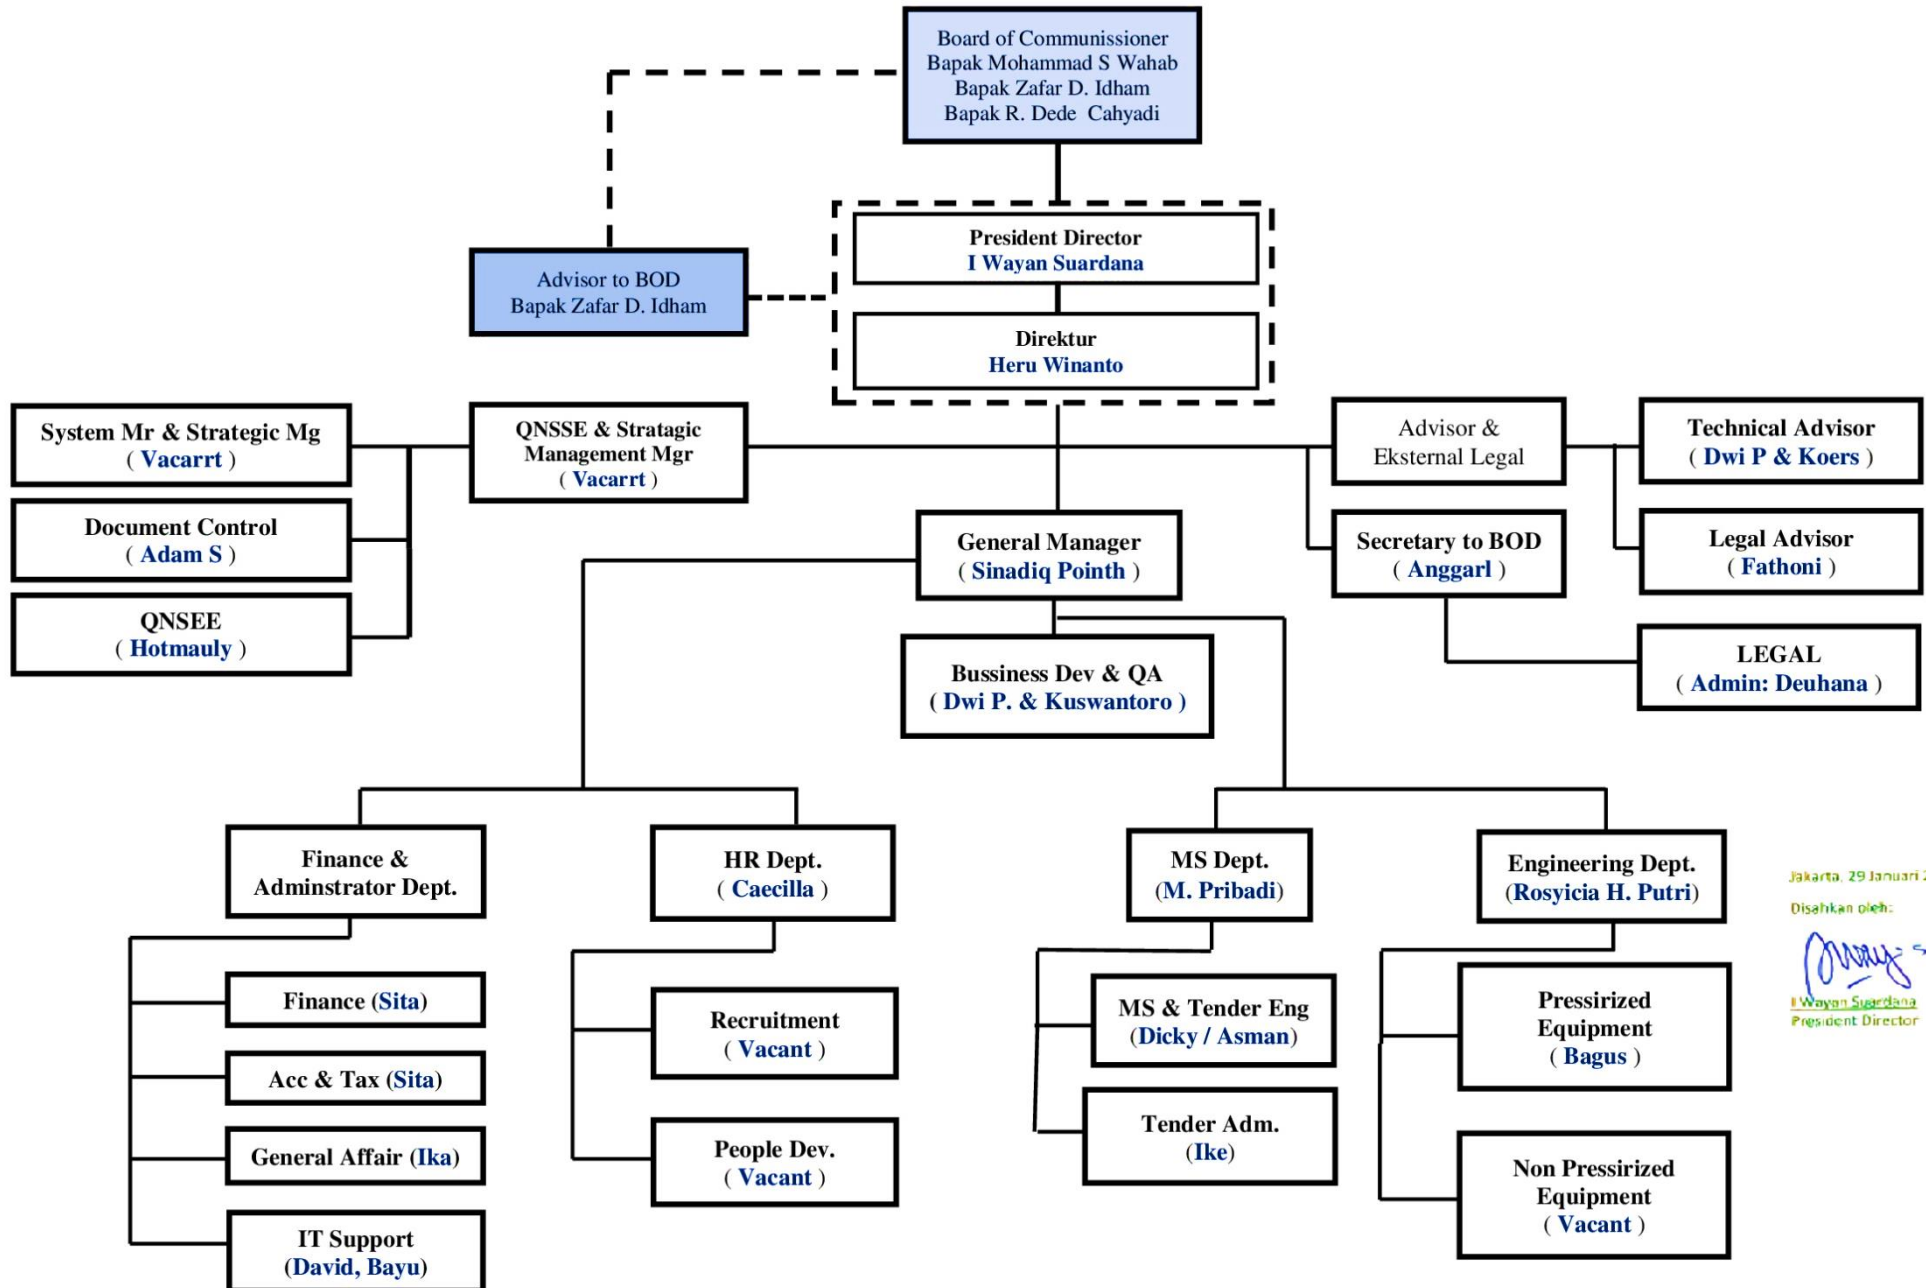 Board of Communissioner
Bapak Mohammad S Wahab
Bapak Zafar D. Idham
Bapak R. Dede Cahyadi
President Director
I Wayan Suardana
Advisor to BOD
Bapak Zafar D. Idham
Direktur
Heru Winanto
System Mr & Strategic Mg
( Vacarrt )
QNSSE & Stratagic
Management Mgr
( Vacarrt )
Advisor &
Eksternal Legal
Technical Advisor
( Dwi P & Koers )
Document Control
( Adam S )
General Manager
( Sinadiq Pointh )
Secretary to BOD
( Anggarl )
Legal Advisor
( Fathoni )
QNSEE
( Hotmauly )
Bussiness Dev & QA
( Dwi P. & Kuswantoro )
LEGAL
( Admin: Deuhana )
Finance &
Adminstrator Dept.
HR Dept.
( Caecilla )
MS Dept.
(M. Pribadi)
Engineering Dept.
(Rosyicia H. Putri)
Finance (Sita)
Acc & Tax (Sita)
General Affair (Ika)
IT Support
(David, Bayu)
Recruitment
( Vacant )
People Dev.
( Vacant )
MS & Tender Eng
(Dicky / Asman)
Tender Adm.
(Ike)
Pressirized
Equipment
( Bagus )
Non Pressirized
Equipment
( Vacant )
Jakarta, 29 Januari 2
Disahkan oleh:
I Wayan Suardana
President Director